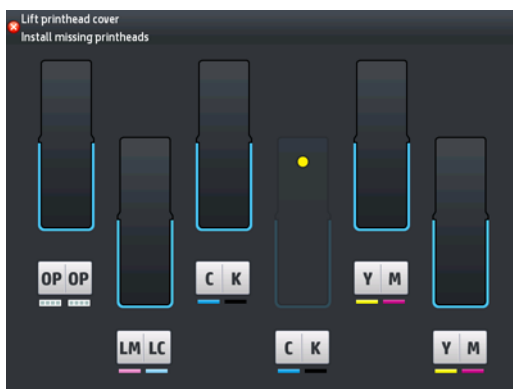 Lift printhead cover
Install missing printheads
OP OP
C K
Y M
LM LC
C K
Y M